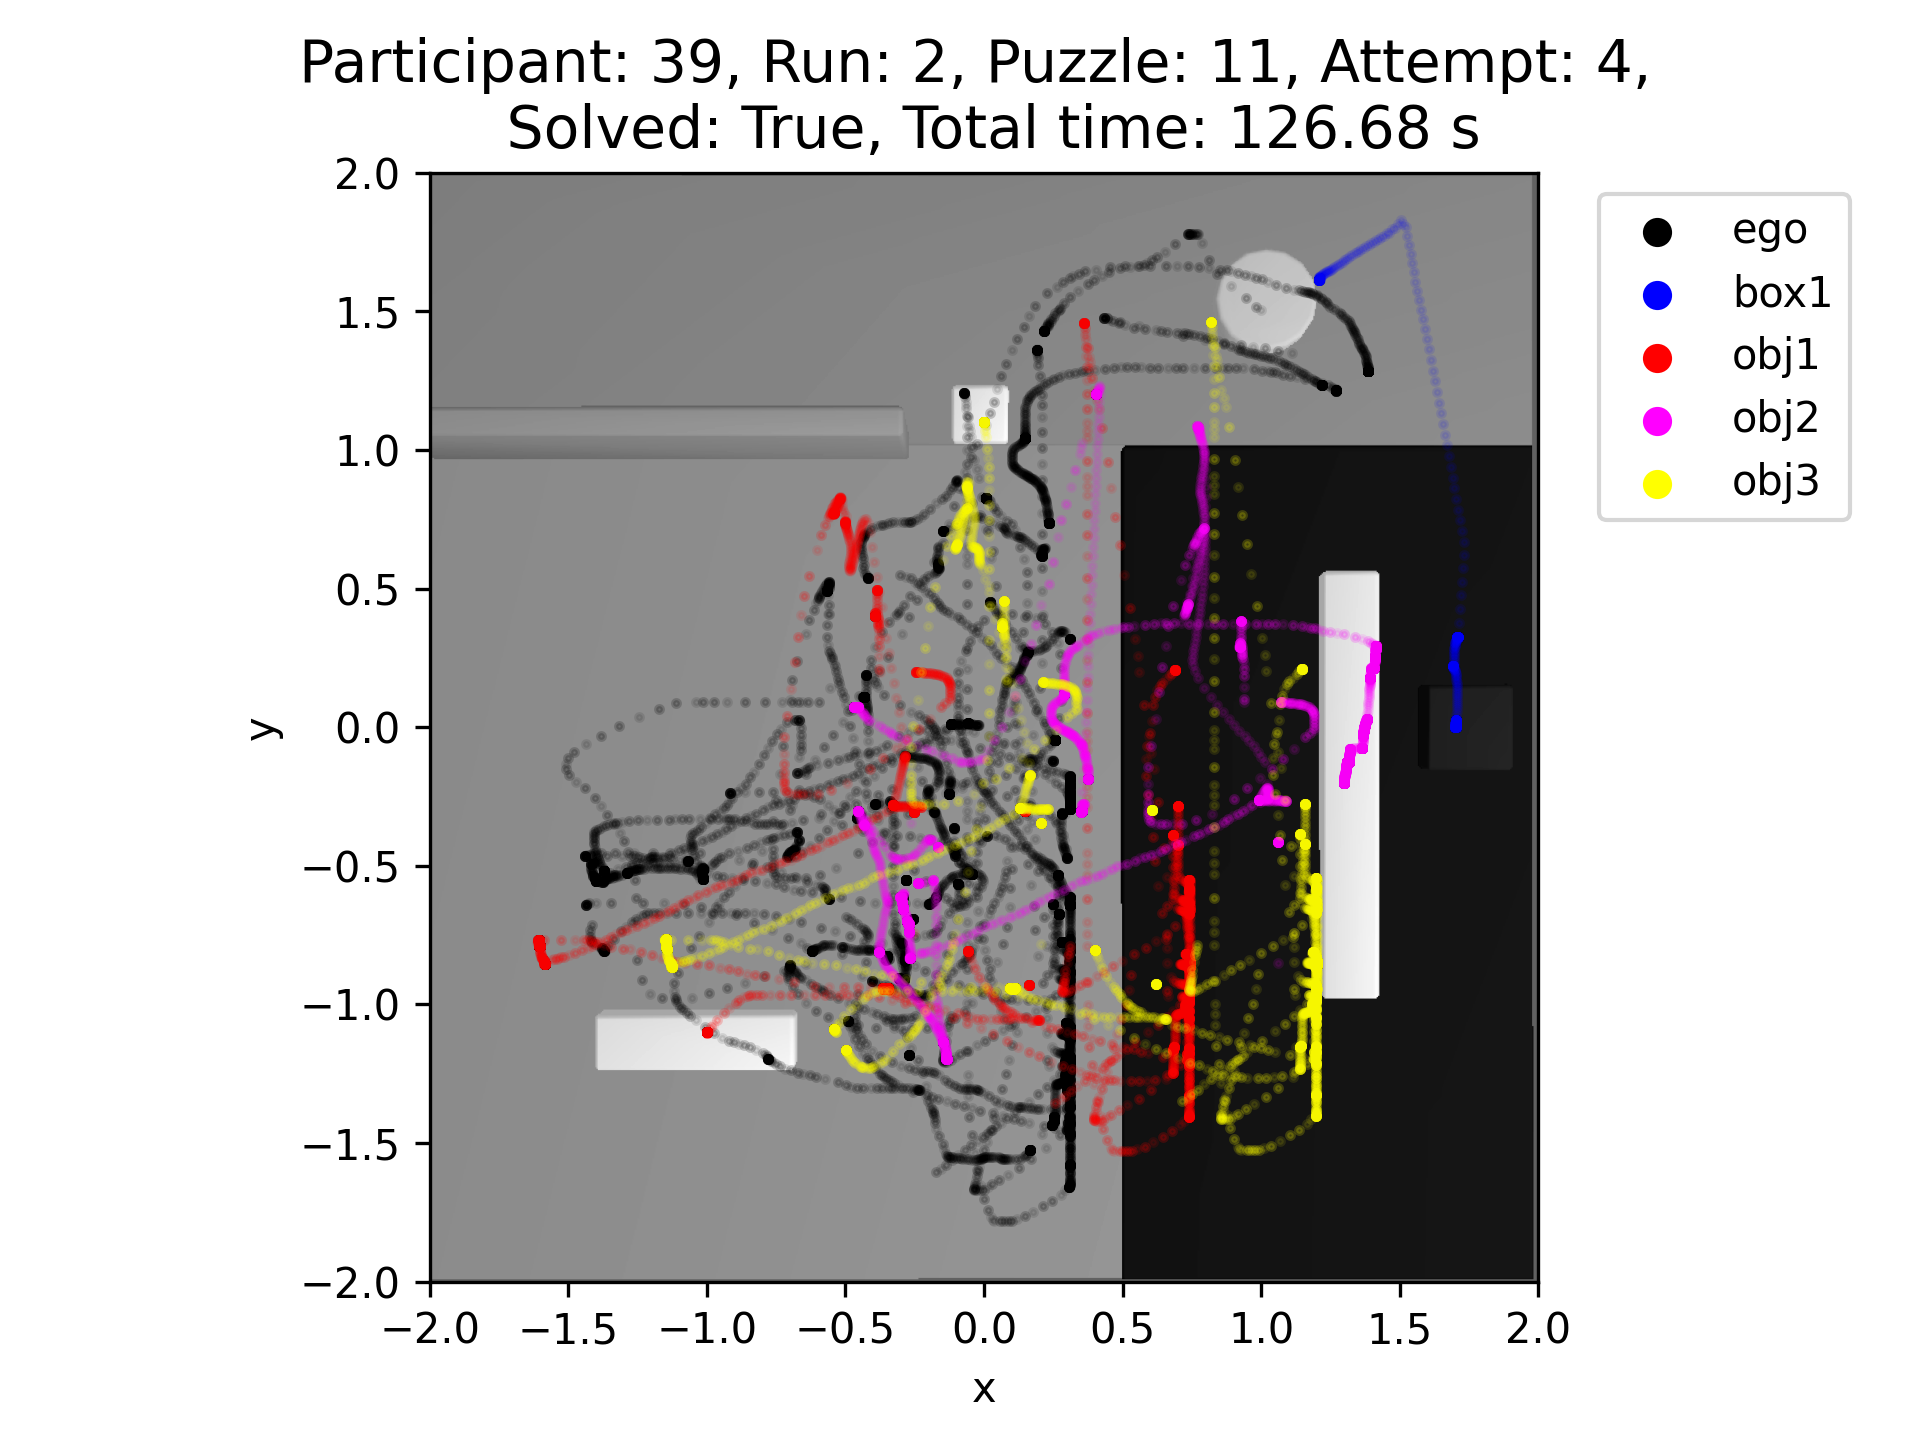 Participant: 39, Run: 2, Puzzle: 11, Attempt: 4,
Solved: True, Total time: 126.68 s
2.0
1.5
1.0
0.5
0.0
−0.5
−1.0
−1.5
−2.0
y
−2.0 −1.5 −1.0 −0.5 0.0 0.5 1.0 1.5 2.0
x
ego
box1
obj1
obj2
obj3